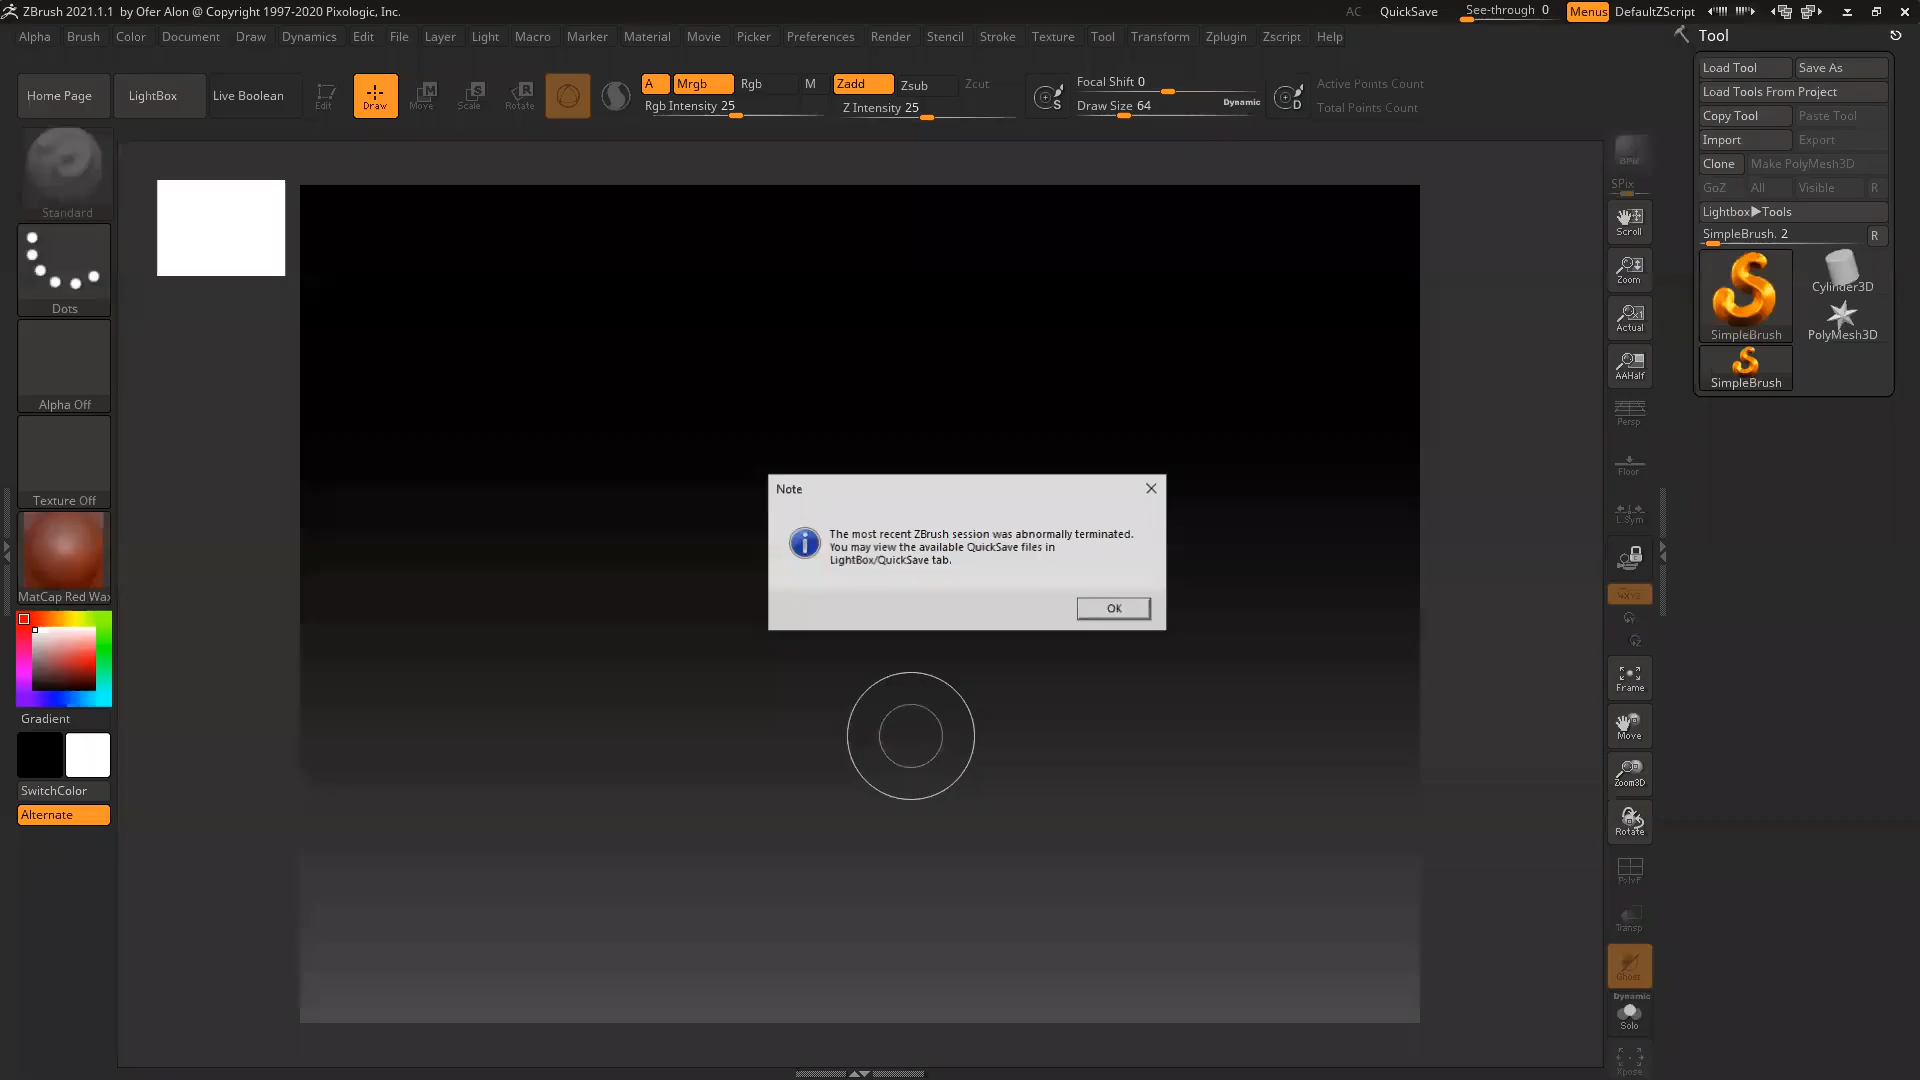 ZBrush 2021.1.1 by Ofer Alon @ Copyright 1997-2020 Pixologic, Inc.
AC QuickSave See-through 0 Menus DefaultZScript
Alpha Brush Color Document Draw Dynamics Edit File Layer Light Macro Marker Material Movie Picker Preferences Render Stencil Stroke Texture Tool Transform Zplugin Zscript Help
Home Page LightBox Live Boolean Edit Draw Move Scale Rotate
A Mrgb Rgb M Zadd Zsub Zcut
Rgb Intensity 25 Z Intensity 25
Focal Shift 0
Draw Size 64 Dynamic
S
D
Active Points Count
Total Points Count
Standard
Dots
Alpha Off
Texture Off
MatCap Red Wax
Gradient
SwitchColor
Alternate
Note
The most recent ZBrush session was abnormally terminated.
You may view the available QuickSave files in
LightBox/QuickSave tab.
OK
BPR
SPix
Scroll
Zoom
Actual
AAHalf
Persp
Floor
L.Sym
Frame
Move
Zoom3D
Rotate
PolyF
Transp
Ghost
Dynamic
Solo
Xpose
Tool
Load Tool Save As
Load Tools From Project
Copy Tool Paste Tool
Import Export
Clone Make PolyMesh3D
GoZ All Visible R
Lightbox▶Tools
SimpleBrush. 2 R
SimpleBrush
Cylinder3D
PolyMesh3D
SimpleBrush